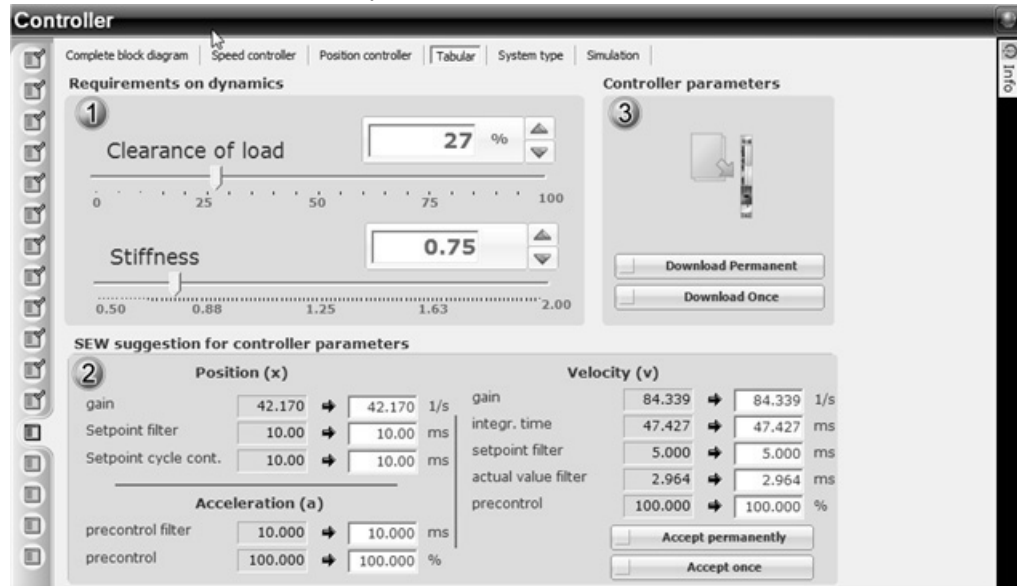 Controller
Info
Complete block diagram Speed controller Position controller Tabular System type Simulation
Requirements on dynamics
1
Clearance of load
27 %
0 25 50 75 100
Stiffness
0.75
0.50 0.88 1.25 1.63 2.00
Controller parameters
3
Download Permanent
Download Once
SEW suggestion for controller parameters
2
Position (x)
gain 42.170 42.170 1/s
Setpoint filter 10.00 10.00 ms
Setpoint cycle cont. 10.00 10.00 ms
Acceleration (a)
precontrol filter 10.000 10.000 ms
precontrol 100.000 100.000 %
Velocity (v)
gain 84.339 84.339 1/s
integr. time 47.427 47.427 ms
setpoint filter 5.000 5.000 ms
actual value filter 2.964 2.964 ms
precontrol 100.000 100.000 %
Accept permanently
Accept once